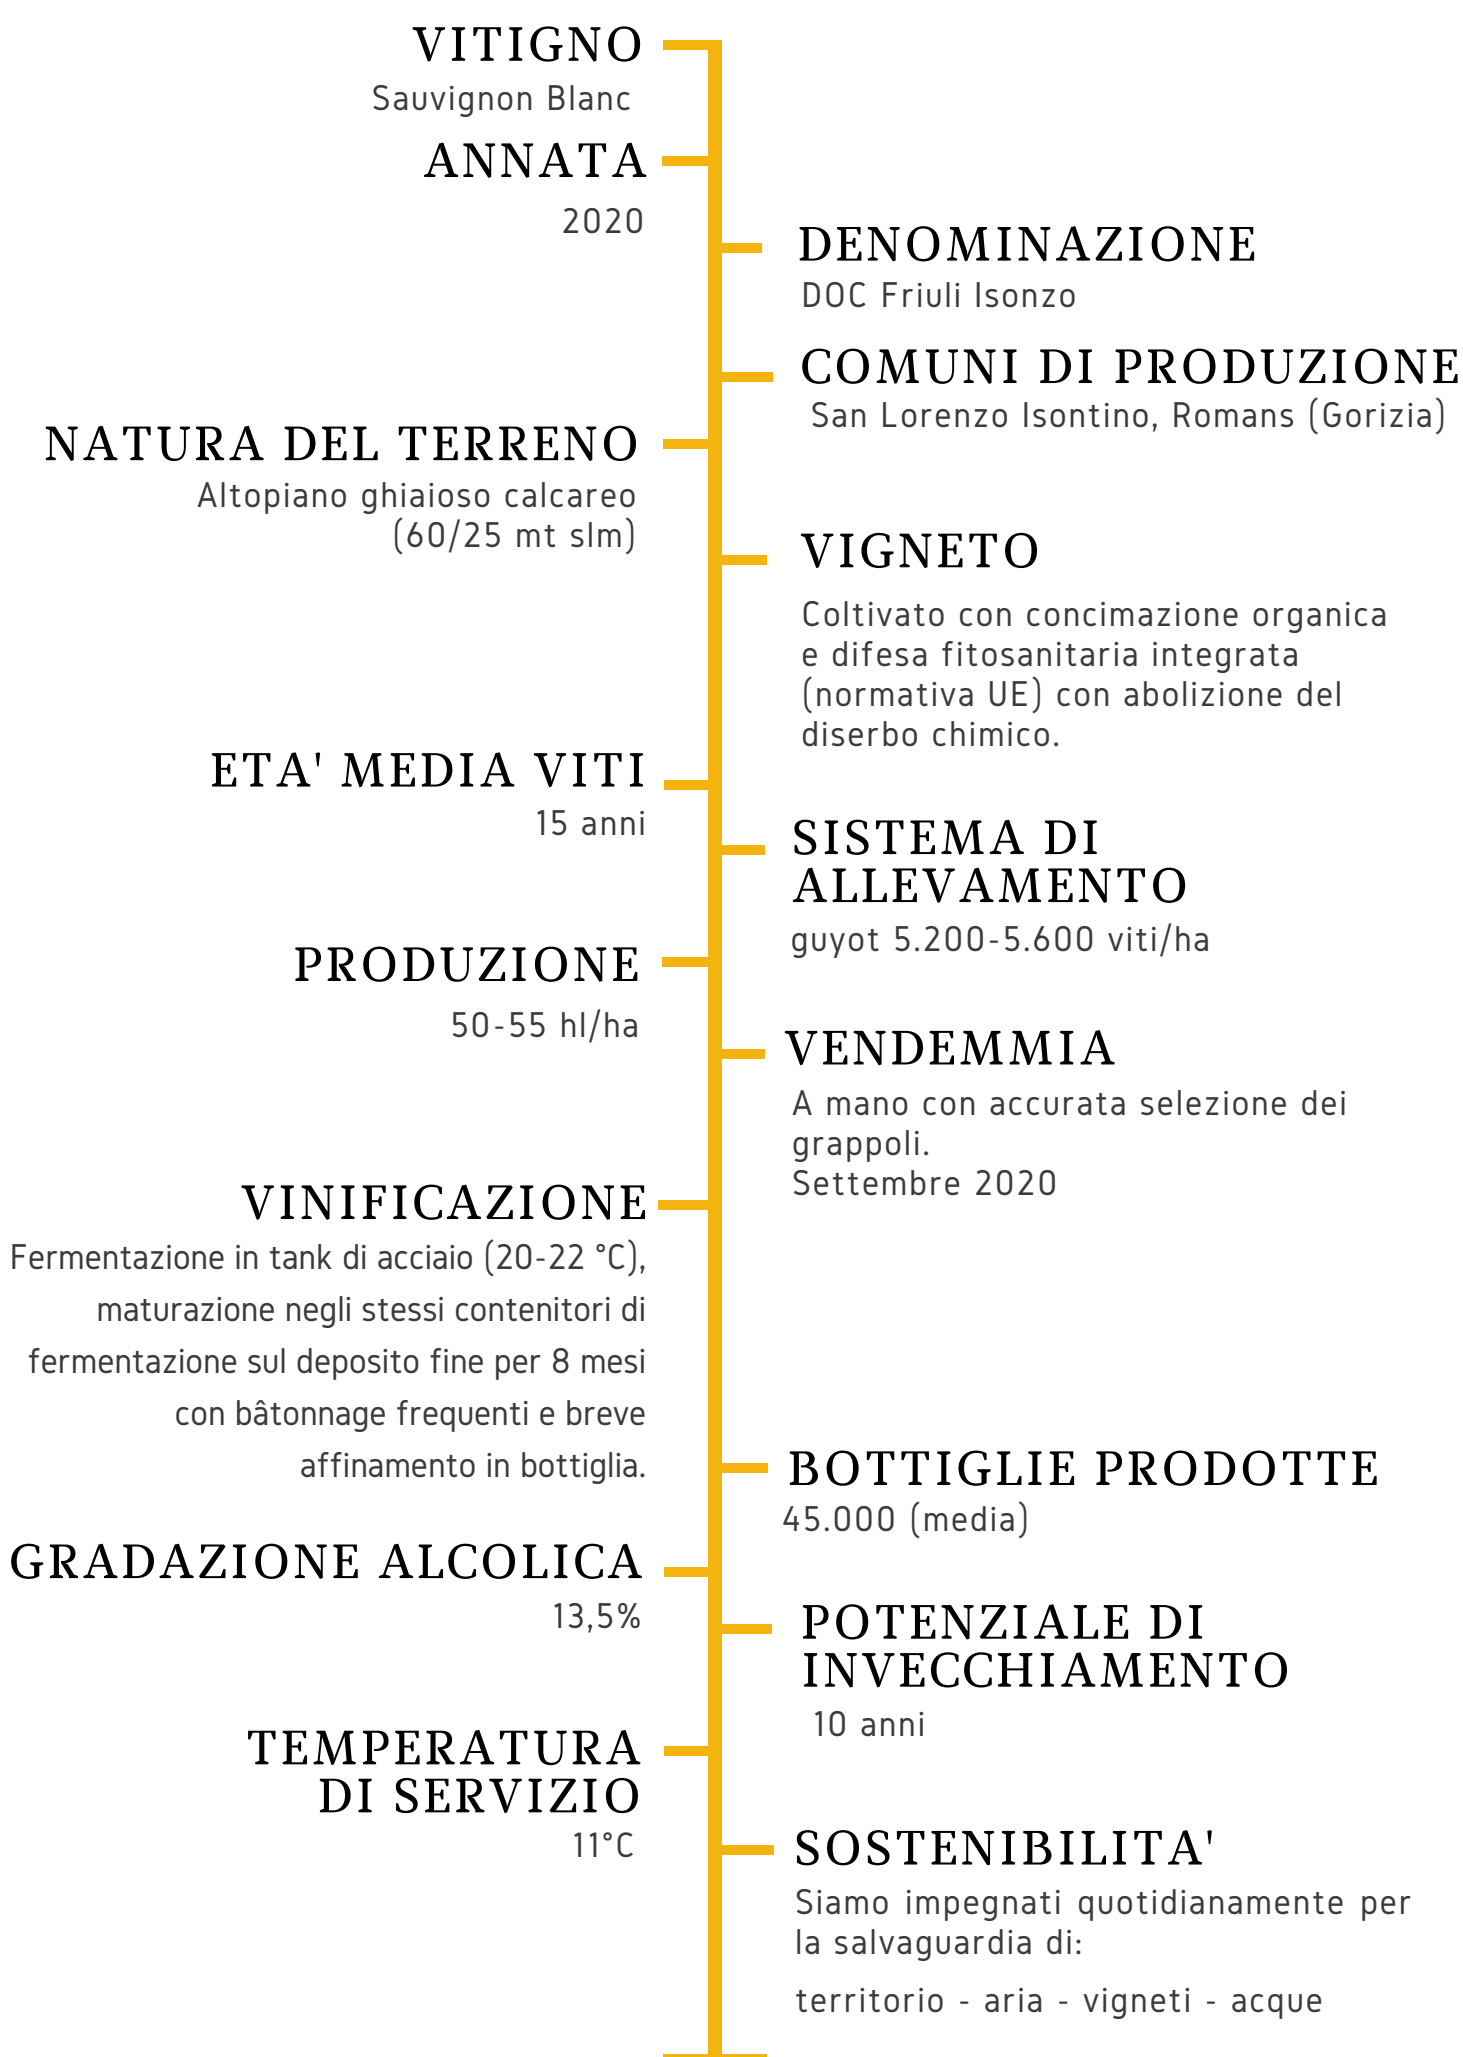 VITIGNO
Sauvignon Blanc
ANNATA
2020
DENOMINAZIONE
DOC Friuli Isonzo
COMUNI DI PRODUZIONE
San Lorenzo Isontino, Romans (Gorizia)
NATURA DEL TERRENO
Altopiano ghiaioso calcareo
(60/25 mt slm)
VIGNETO
Coltivato con concimazione organica
e difesa fitosanitaria integrata
(normativa UE) con abolizione del
diserbo chimico.
ETA' MEDIA VITI
15 anni
SISTEMA DI
ALLEVAMENTO
guyot 5.200-5.600 viti/ha
PRODUZIONE
50-55 hl/ha
VENDEMMIA
A mano con accurata selezione dei
grappoli.
Settembre 2020
VINIFICAZIONE
Fermentazione in tank di acciaio (20-22 °C),
maturazione negli stessi contenitori di
fermentazione sul deposito fine per 8 mesi
con bâtonnage frequenti e breve
affinamento in bottiglia.
BOTTIGLIE PRODOTTE
45.000 (media)
GRADAZIONE ALCOLICA
13,5%
POTENZIALE DI
INVECCHIAMENTO
10 anni
TEMPERATURA
DI SERVIZIO
11°C
SOSTENIBILITA'
Siamo impegnati quotidianamente per
la salvaguardia di:
territorio - aria - vigneti - acque